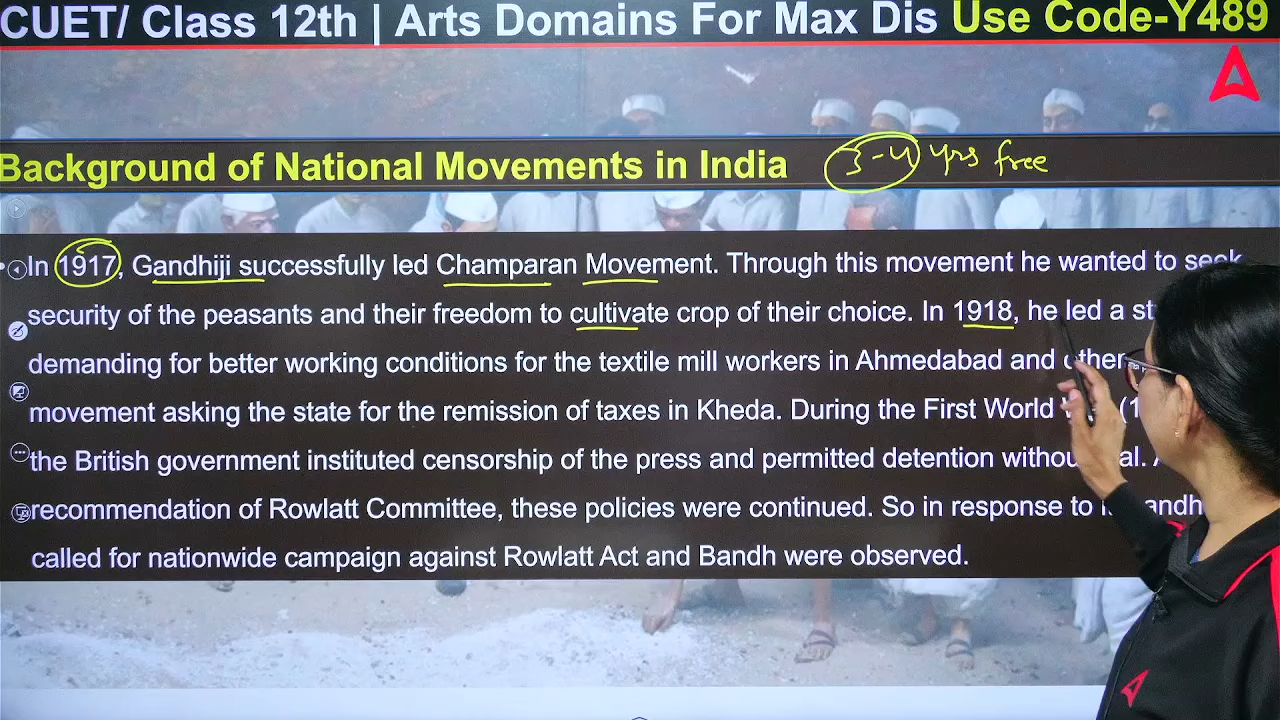 CUET/ Class 12th | Arts Domains For Max Dis Use Code-Y489
Background of National Movements in India 3-4 yrs free
In 1917, Gandhiji successfully led Champaran Movement. Through this movement he wanted to seek
security of the peasants and their freedom to cultivate crop of their choice. In 1918, he led a st
demanding for better working conditions for the textile mill workers in Ahmedabad and other
movement asking the state for the remission of taxes in Kheda. During the First World (1
the British government instituted censorship of the press and permitted detention withou al. A
recommendation of Rowlatt Committee, these policies were continued. So in response to andh
called for nationwide campaign against Rowlatt Act and Bandh were observed.